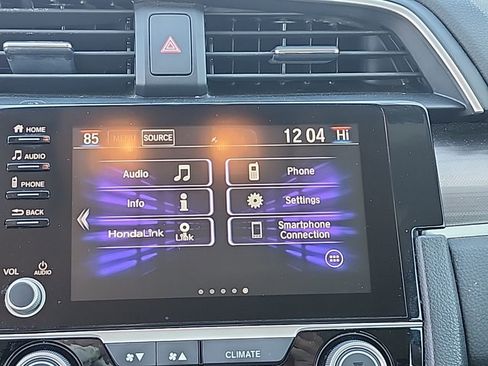 HOME
AUDIO
PHONE
BACK
VOL AUDIO
85 MENU SOURCE 12 04 Hi
Audio Phone
Info Settings
HondaLink Link Smartphone
Connection
CLIMATE